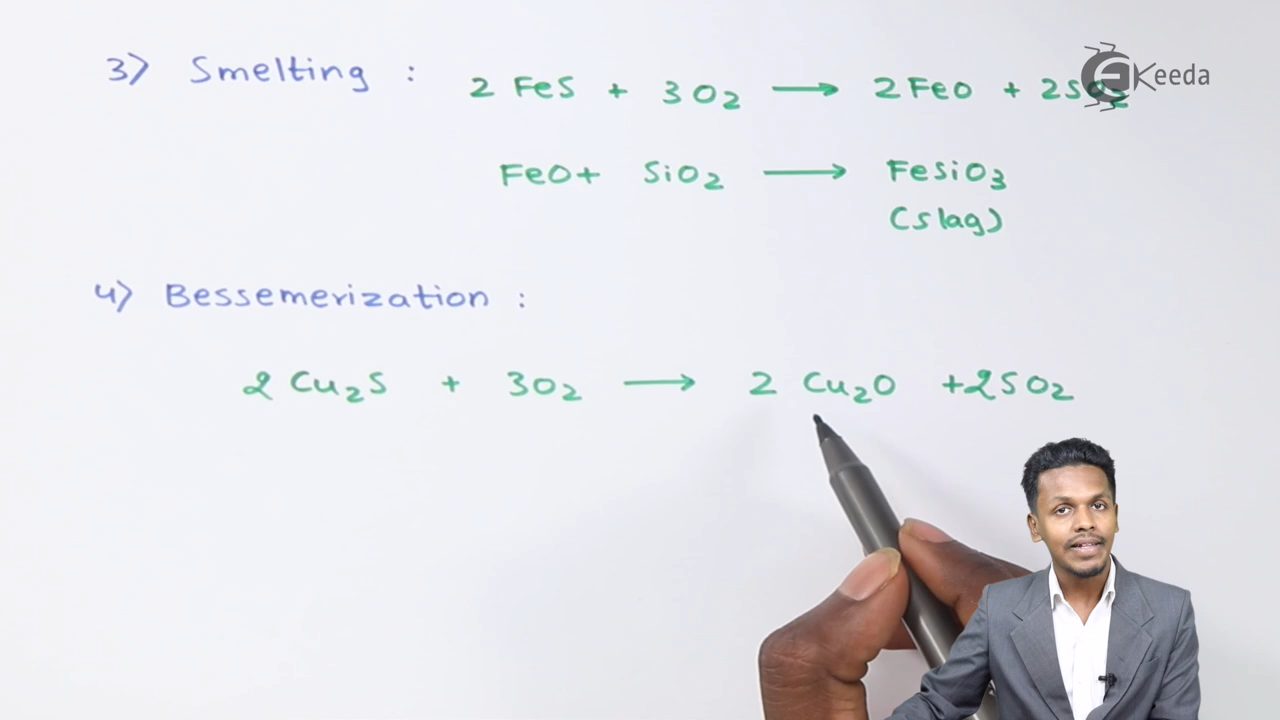 3) Smelting : 2 FeS + 3O₂ ⟶ 2FeO + 2SO₂
Keeda
FeO + SiO₂ ⟶ FeSiO₃
(slag)
4) Bessemerization :
2 Cu₂S + 3O₂ ⟶ 2 Cu₂O + 2SO₂